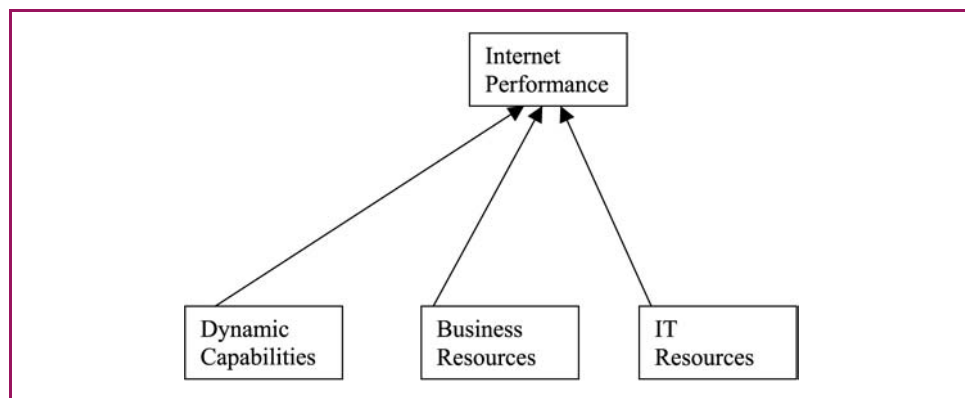 Internet
Performance
Dynamic
Capabilities
Business
Resources
IT
Resources